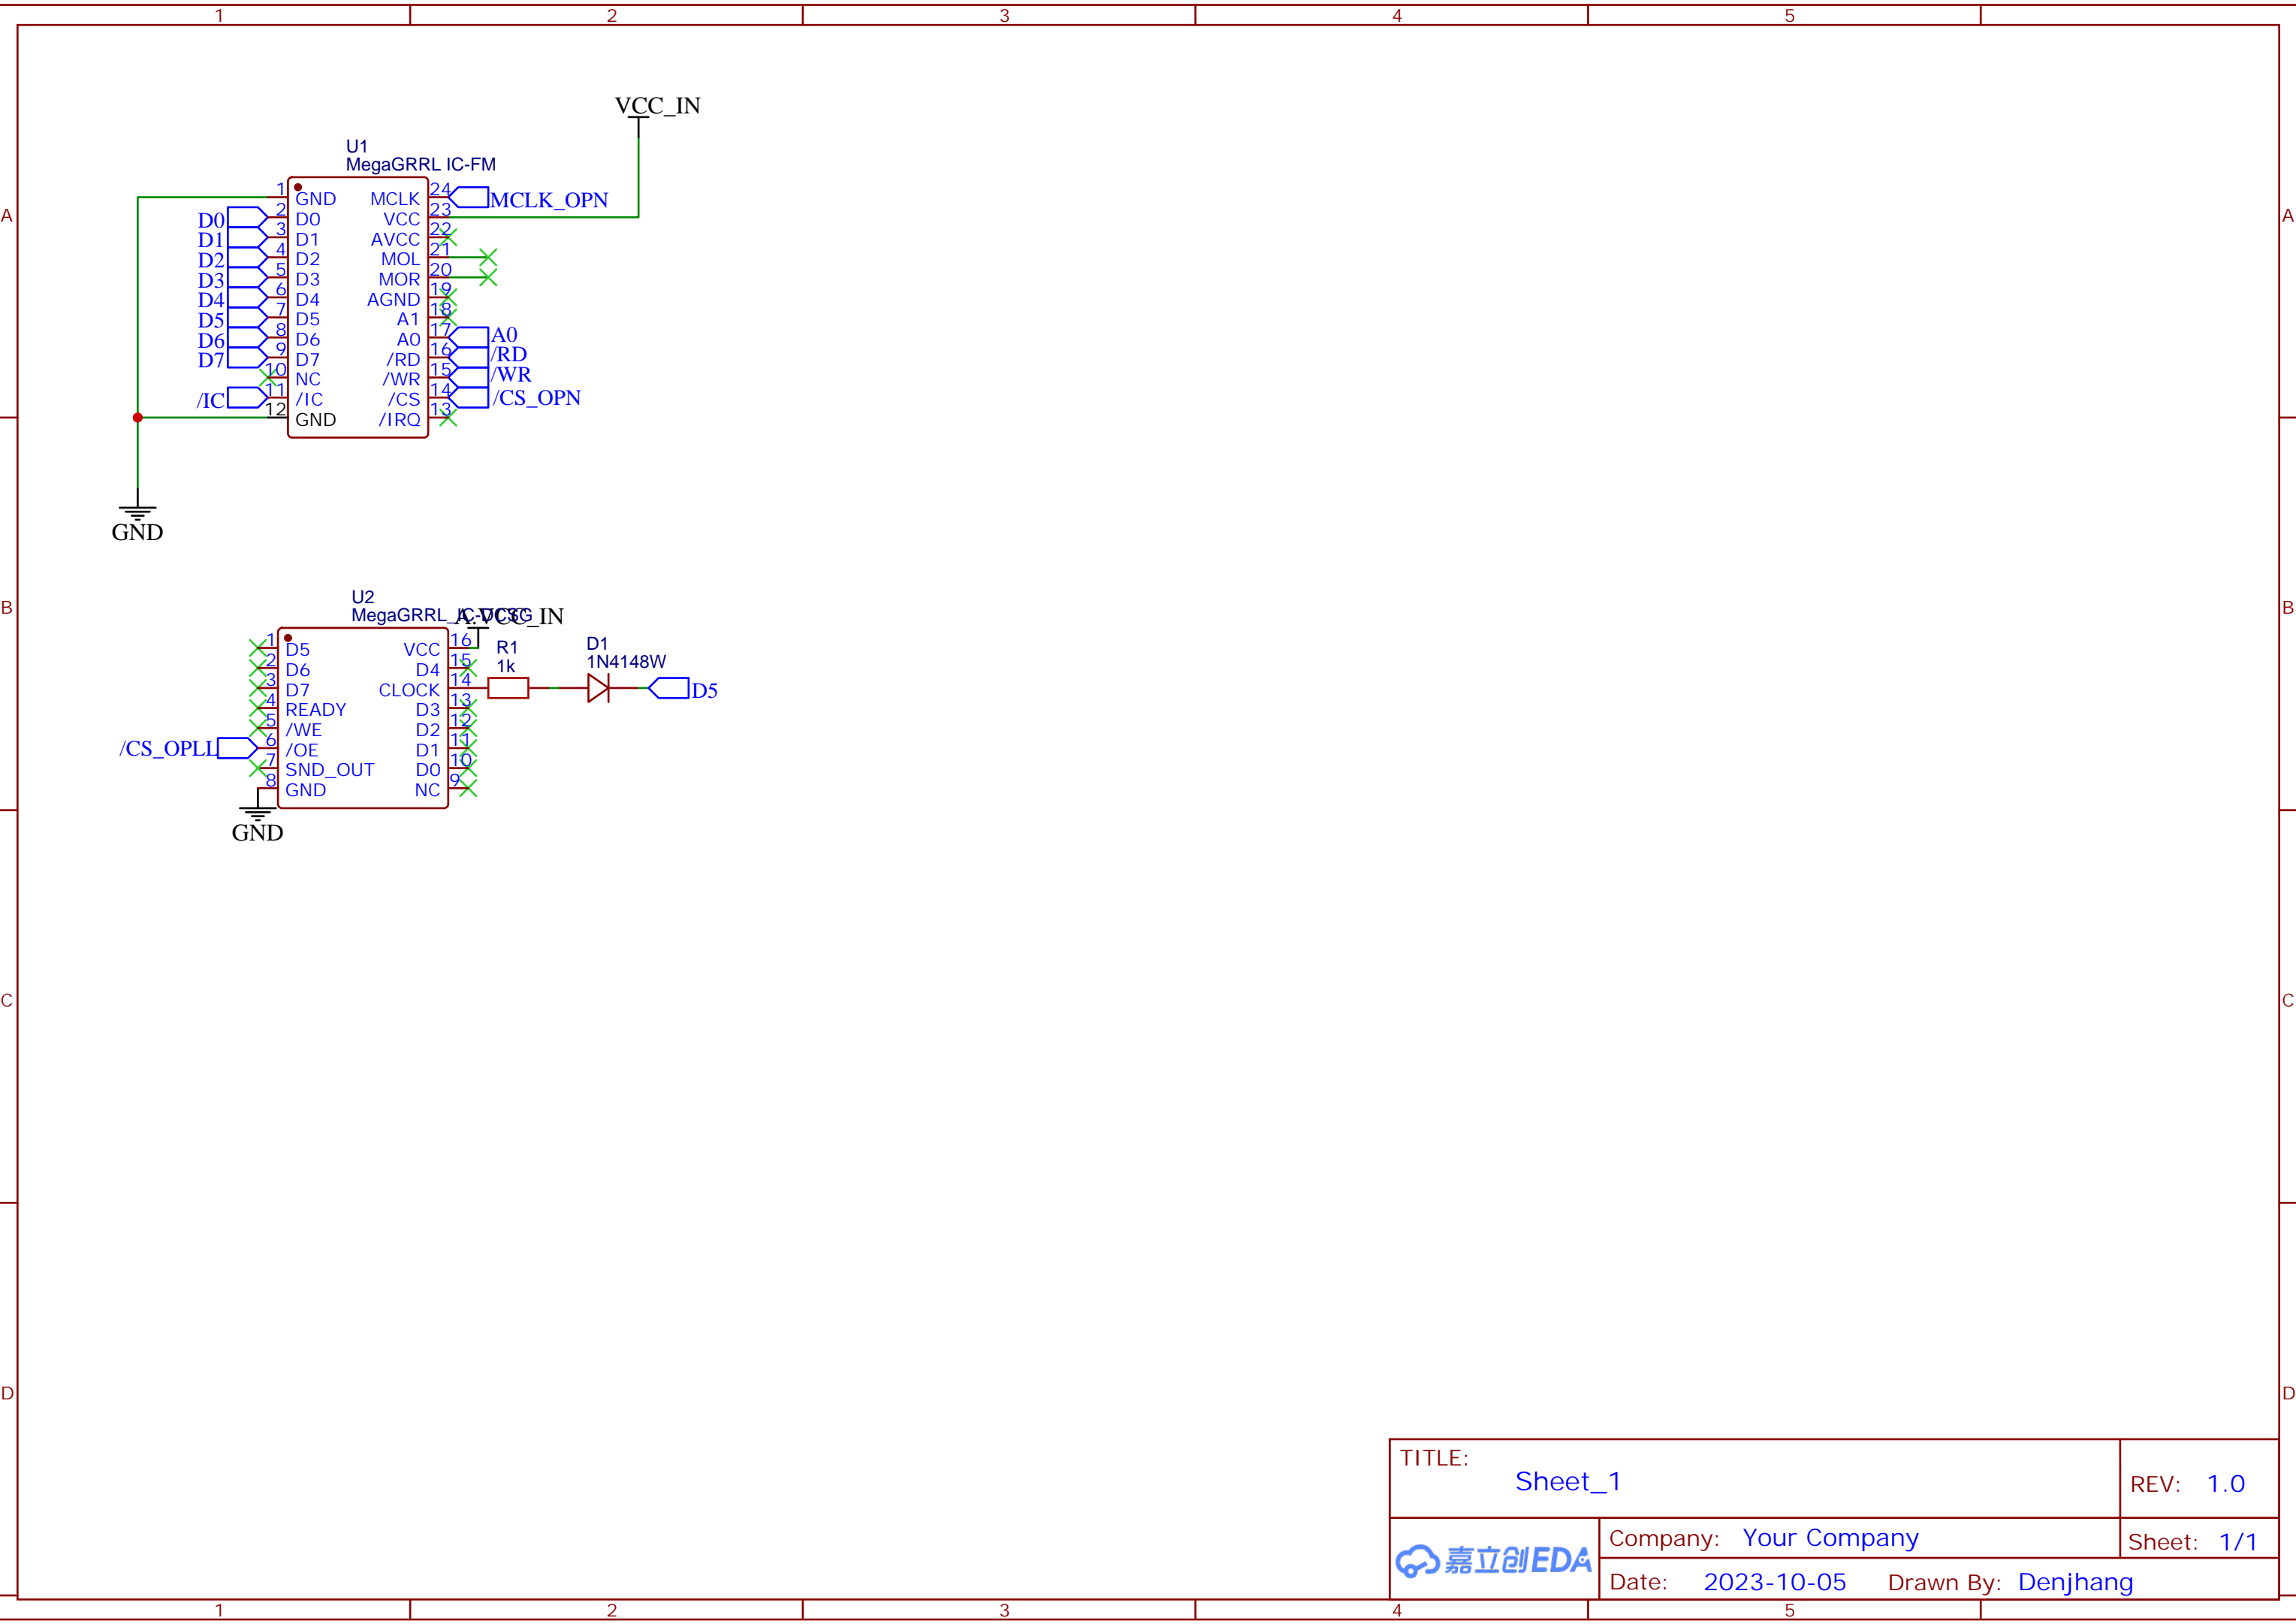 1 2 3 4 5
VCC_IN
U1
MegaGRRL IC-FM
1 GND MCLK 24 MCLK_OPN
D0 2 D0 VCC 23
D1 3 D1 AVCC 22
D2 4 D2 MOL 21
D3 5 D3 MOR 20
D4 6 D4 AGND 19
D5 7 D5 A1 18
D6 8 D6 A0 17 A0
D7 9 D7 /RD 16 /RD
10 NC /WR 15 /WR
/IC 11 /IC /CS 14 /CS_OPN
12 GND /IRQ 13
GND
A A
U2
MegaGRRL_IC-DCSG
A.VCC_IN
B B
1 D5 VCC 16
2 D6 D4 15
3 D7 CLOCK 14
R1
1k
D1
1N4148W
D5
4 READY D3 13
5 /WE D2 12
/CS_OPLL 6 /OE D1 11
7 SND_OUT D0 10
8 GND NC 9
GND
C C
D D
TITLE:
Sheet_1
REV: 1.0
嘉立创EDA
Company: Your Company
Sheet: 1/1
Date: 2023-10-05 Drawn By: Denjhang
1 2 3 4 5